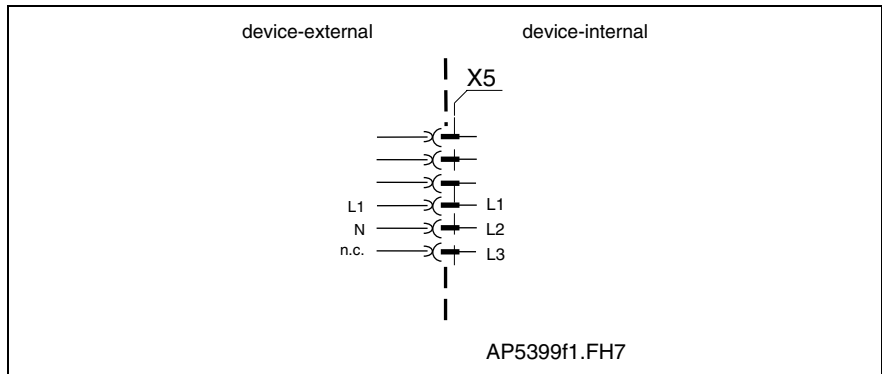 device-external device-internal
X5
L1 L1
N L2
n.c. L3
AP5399f1.FH7